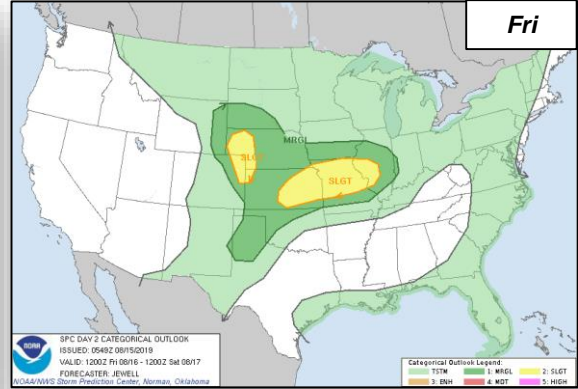 Fri
MRGL
SLGT
SLGT
SPC DAY 2 CATEGORICAL OUTLOOK
ISSUED: 0549Z 08/15/2019
VALID: 1200Z Fri 08/16 - 1200Z Sat 08/17
FORECASTER: JEWELL
NOAA/NWS Storm Prediction Center, Norman, Oklahoma
NOAA
Categorical Outlook Legend:
TSTM 1: MRGL 2: SLGT
3: ENH 4: MDT 5: HIGH